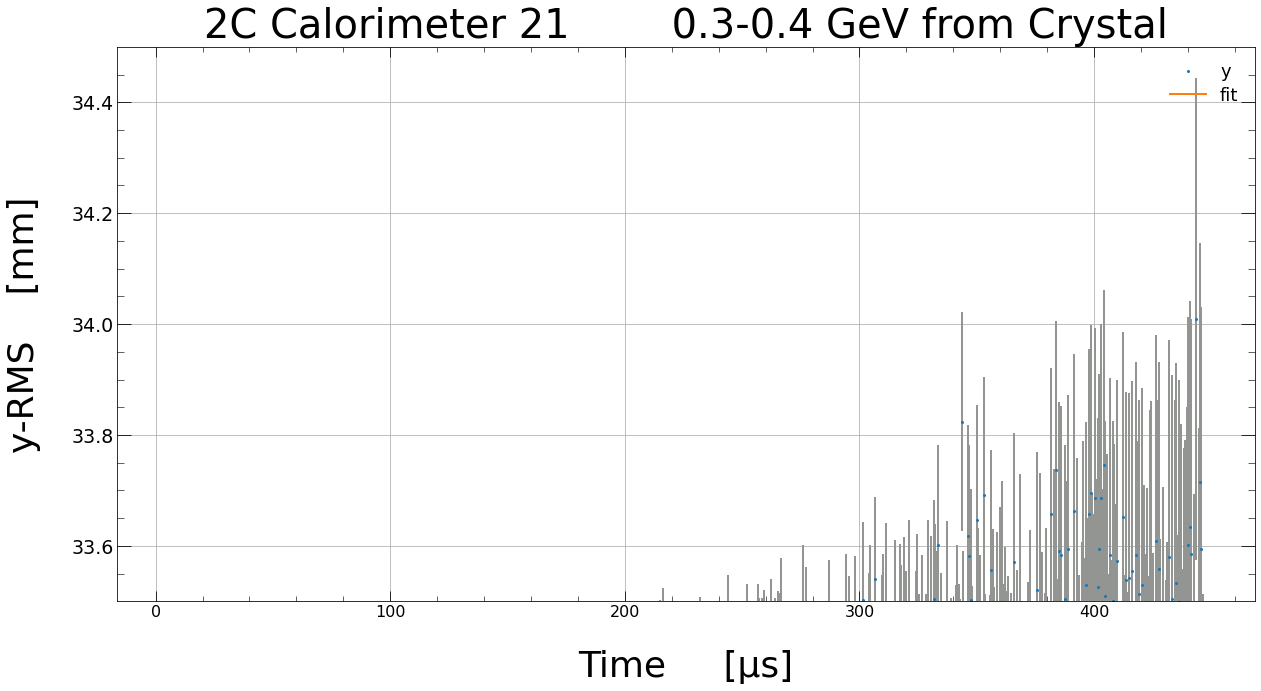 2C Calorimeter 21 0.3-0.4 GeV from Crystal
y
fit
y-RMS [mm]
34.4
34.2
34.0
33.8
33.6
0 100 200 300 400
Time [μs]